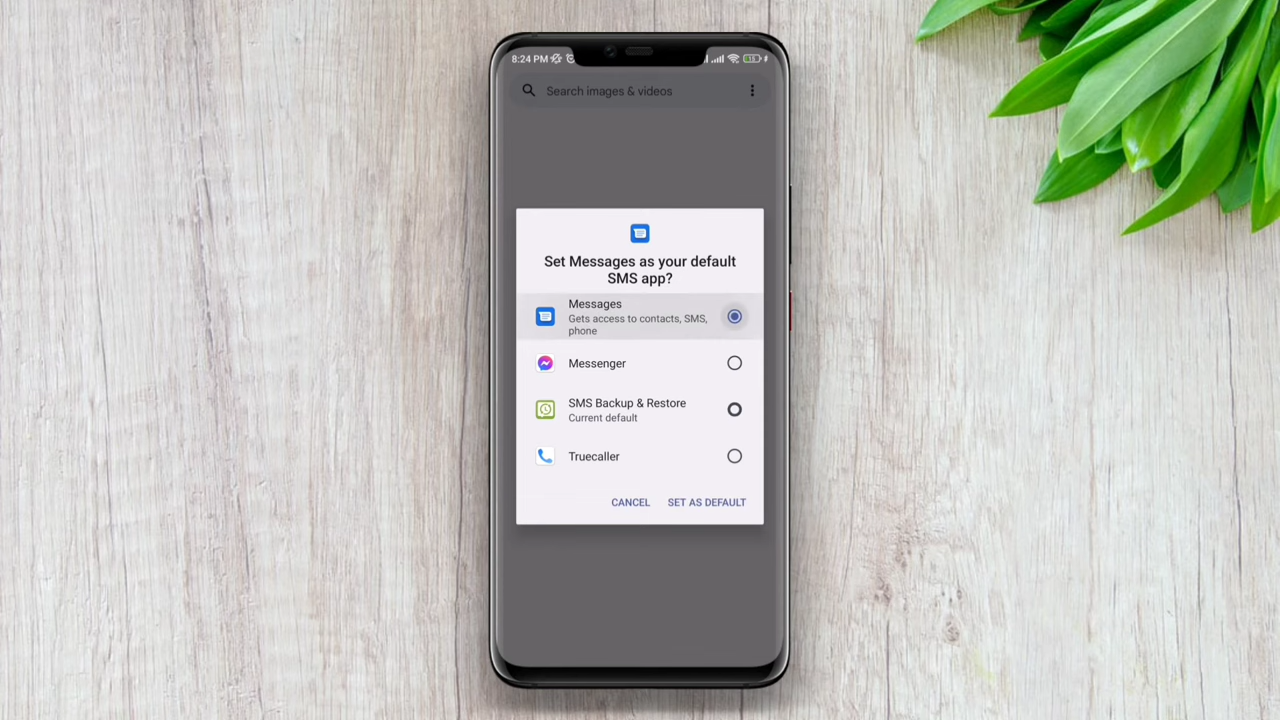 8:24 PM
Search images & videos
Set Messages as your default
SMS app?
Messages
Gets access to contacts, SMS,
phone
Messenger
SMS Backup & Restore
Current default
Truecaller
CANCEL SET AS DEFAULT